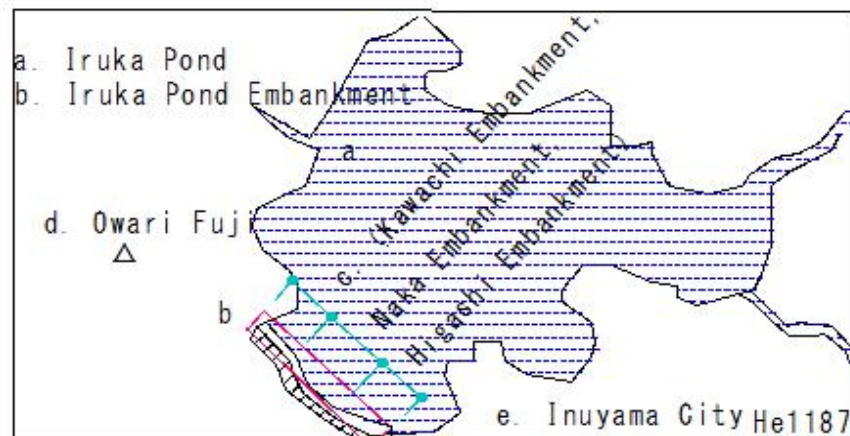 a. Iruka Pond
b. Iruka Pond Embankment
a
c. (Kawachi Embankment,
Naka Embankment,
Higashi Embankment)
d. Owari Fuji
b
e. Inuyama City
He1187